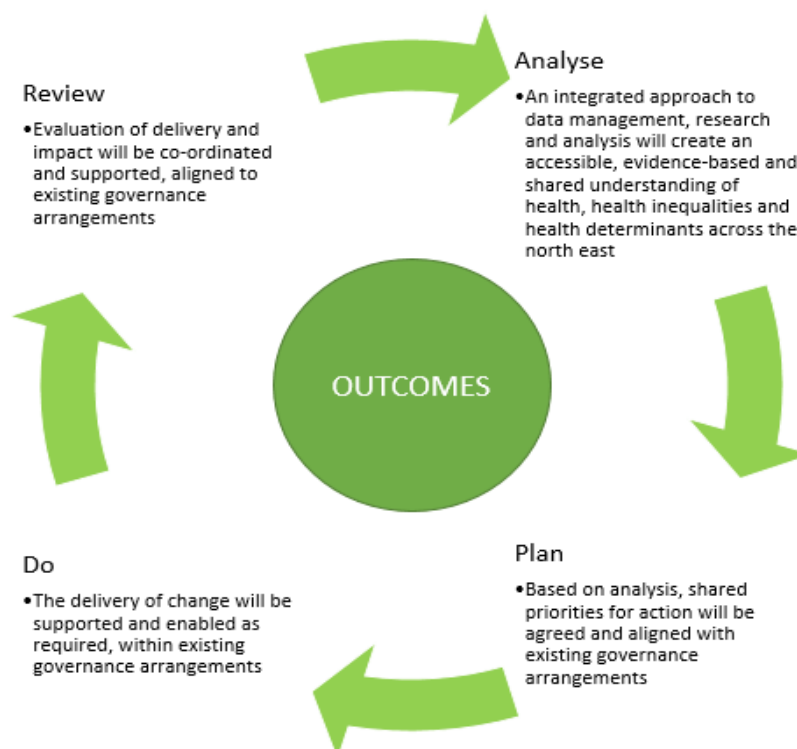 Analyse
•An integrated approach to
data management, research
and analysis will create an
accessible, evidence-based and
shared understanding of
health, health inequalities and
health determinants across the
north east
Plan
•Based on analysis, shared
priorities for action will be
agreed and aligned with
existing governance
arrangements
Do
•The delivery of change will be
supported and enabled as
required, within existing
governance arrangements
Review
•Evaluation of delivery and
impact will be co-ordinated
and supported, aligned to
existing governance
arrangements
OUTCOMES